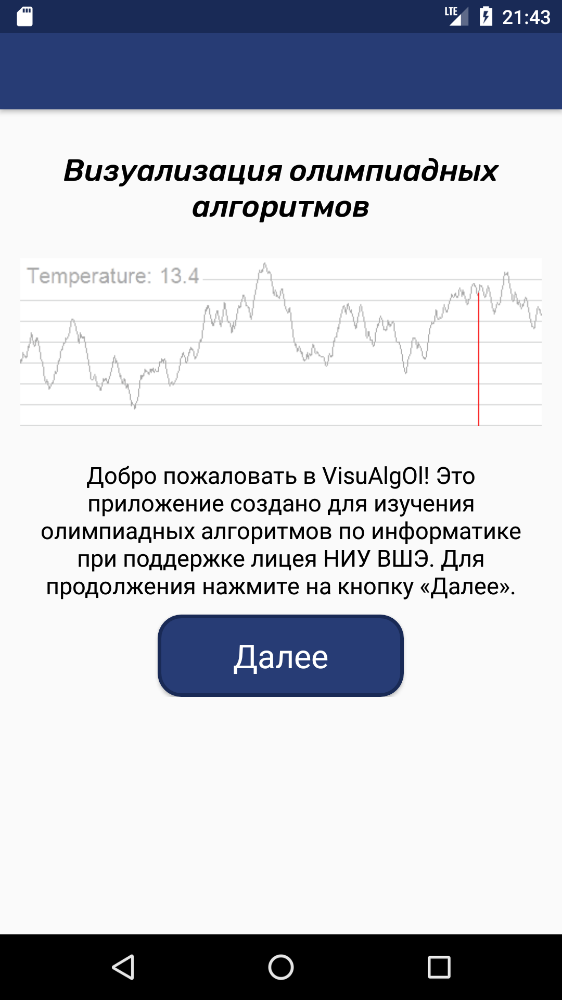 LTE 21:43
Визуализация олимпиадных
алгоритмов
Temperature: 13.4
Добро пожаловать в VisuAlgOl! Это
приложение создано для изучения
олимпиадных алгоритмов по информатике
при поддержке лицея НИУ ВШЭ. Для
продолжения нажмите на кнопку «Далее».
Далее